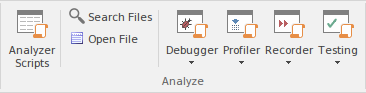 Analyzer
Scripts
Search Files
Open File
Debugger
Profiler
Recorder
Testing
Analyze